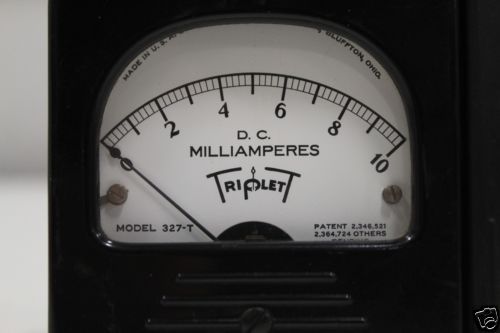 MADE IN U.S.A. BLUFFTON, OHIO.
2 4 6 8 10
D. C.
MILLIAMPERES
TRIPLETT
MODEL 327-T
PATENT 2,346,521
2,364,724 OTHERS
PENDING